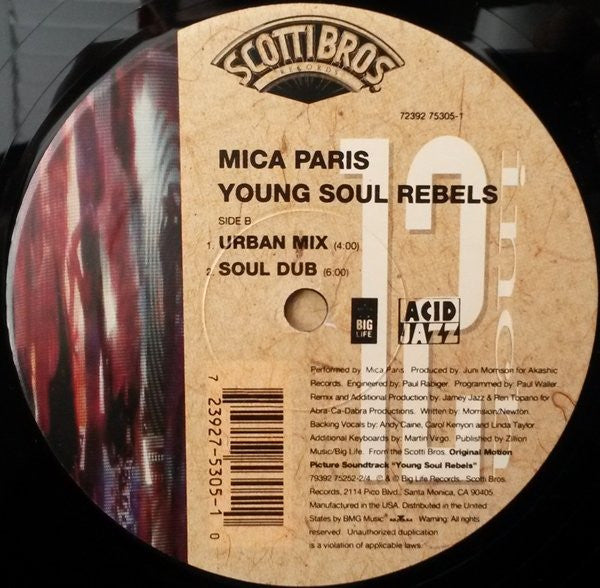 SCOTTI BROS.
RECORDS
72392 75305-1
12
inch
MICA PARIS
YOUNG SOUL REBELS
SIDE B
1. URBAN MIX (4:00)
2. SOUL DUB (6:00)
BIG
LIFE
ACID
JAZZ
Performed by Mica Paris. Produced by: Juni Morrison for Akashic
Records. Engineered by: Paul Rabiger. Programmed by: Paul Waller.
Remix and Additional Production by: Jamey Jazz & Ren Topano for
Abra-Ca-Dabra Productions. Written by: Morrision/Newton.
Backing Vocals by: Andy Caine, Carol Kenyon and Linda Taylor.
Additional Keyboards by: Martin Virgo. Published by Zillion
Music/Big Life. From the Scotti Bros. Original Motion
Picture Soundtrack "Young Soul Rebels"
79392 75252-2/4. ℗ & © Big Life Records. Scotti Bros.
Records, 2114 Pico Blvd., Santa Monica, CA 90405.
Manufactured in the USA. Distributed in the United
States by BMG Music® Warning: All rights
reserved. Unauthorized duplication
is a violation of applicable laws.
7 23927-5305-1 0